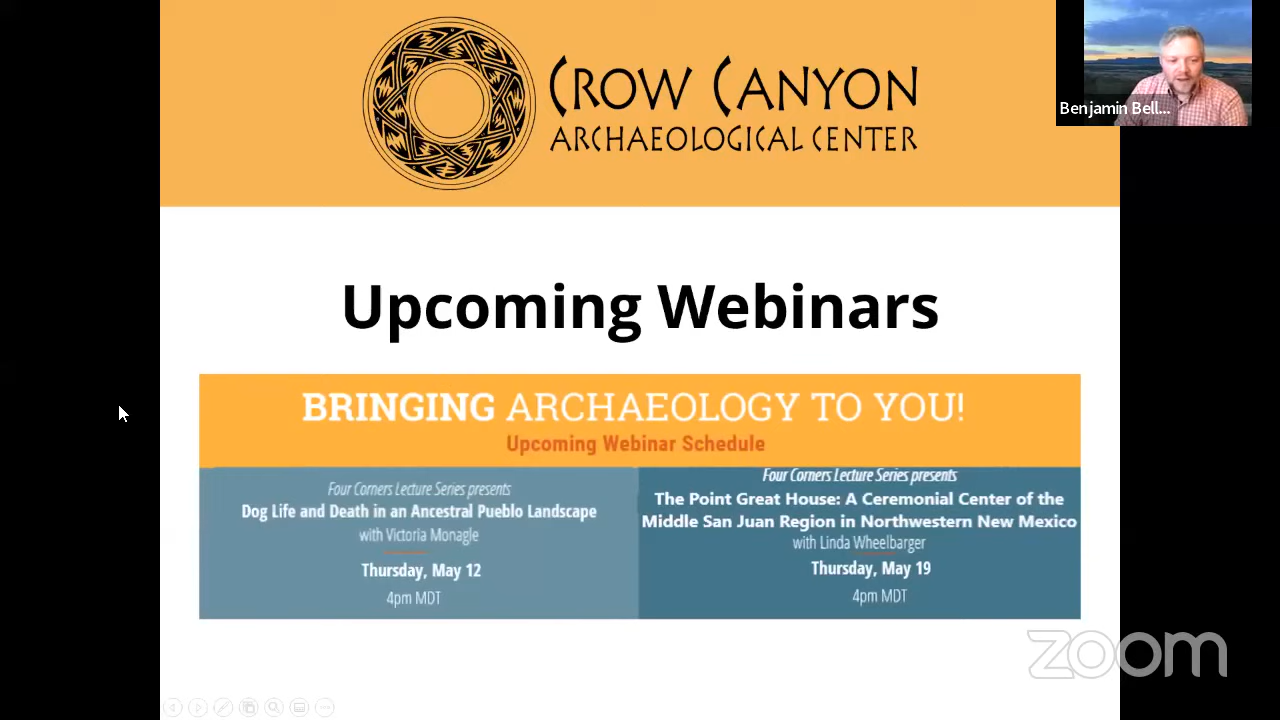 CROW CANYON
ARCHAEOLOGICAL CENTER
Benjamin Bell...
Upcoming Webinars
BRINGING ARCHAEOLOGY TO YOU!
Upcoming Webinar Schedule
Four Corners Lecture Series presents
Dog Life and Death in an Ancestral Pueblo Landscape
with Victoria Monagle
Thursday, May 12
4pm MDT
Four Corners Lecture Series presents
The Point Great House: A Ceremonial Center of the
Middle San Juan Region in Northwestern New Mexico
with Linda Wheelbarger
Thursday, May 19
4pm MDT
zoom